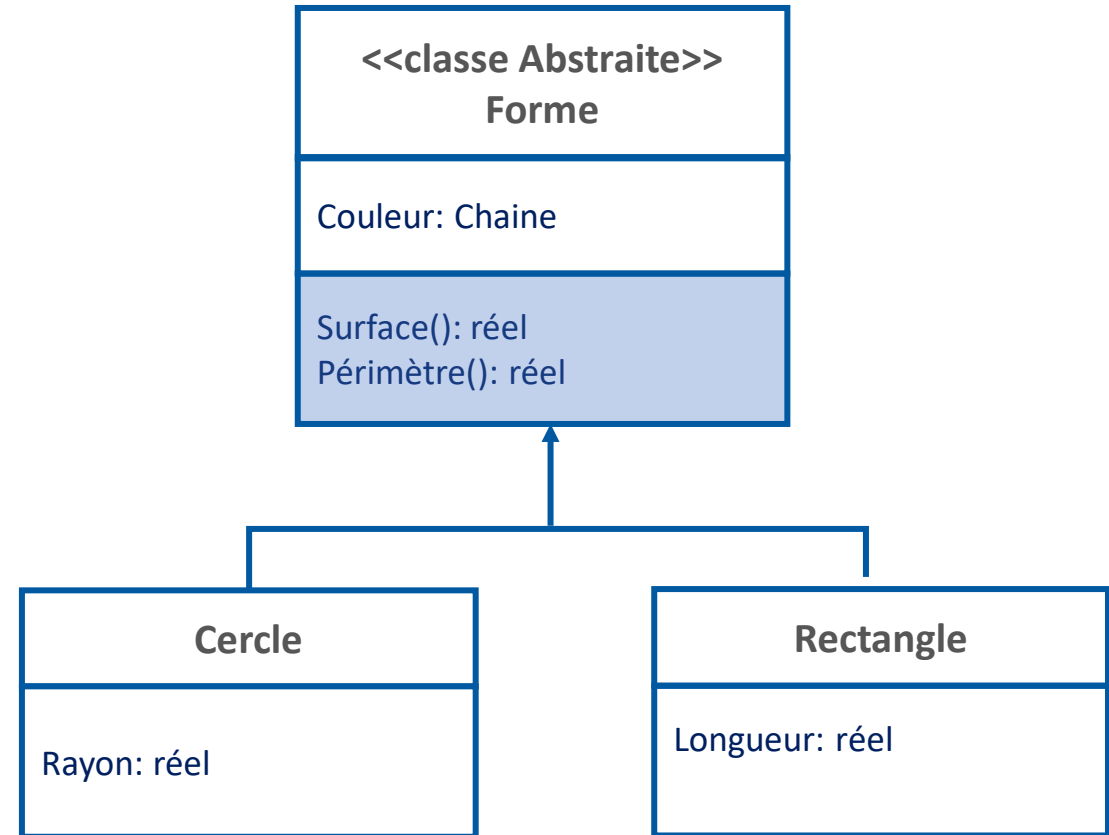 <<classe Abstraite>>
Forme
Couleur: Chaine
Surface(): réel
Périmètre(): réel
Cercle
Rayon: réel
Rectangle
Longueur: réel